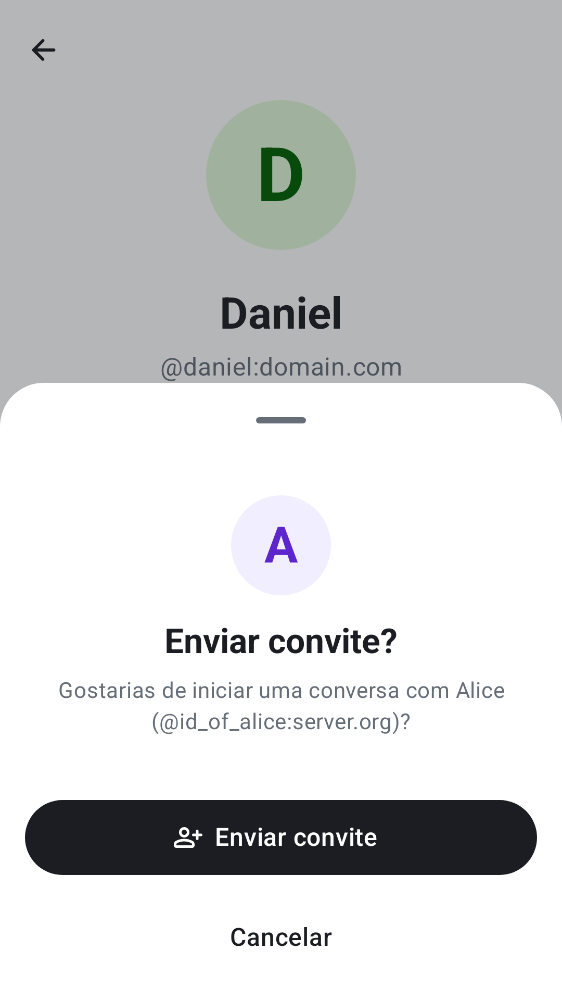 D
Daniel
@daniel:domain.com
A
Enviar convite?
Gostarias de iniciar uma conversa com Alice
(@id_of_alice:server.org)?
Enviar convite
Cancelar